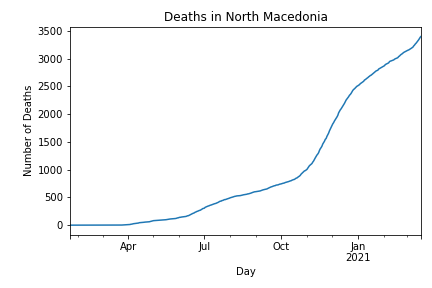 Deaths in North Macedonia
Number of Deaths
3500
3000
2500
2000
1500
1000
500
0
Apr
Jul
Oct
Jan
2021
Day